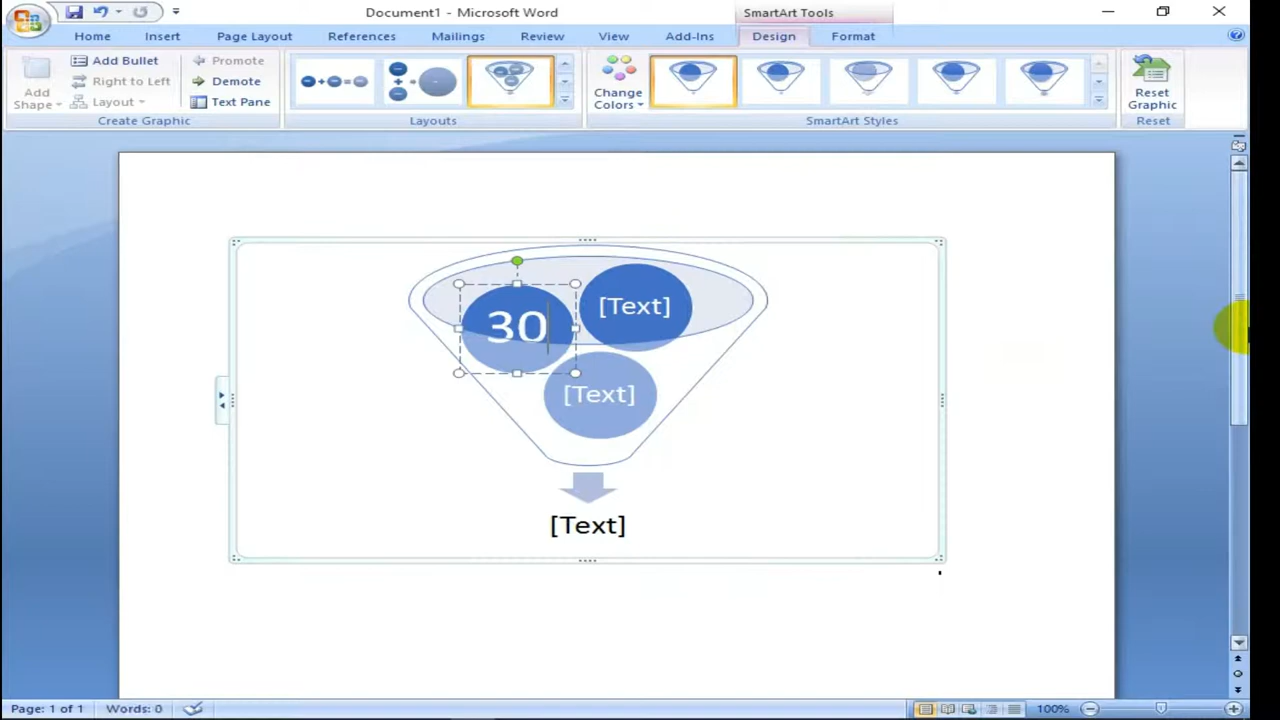 Document1 - Microsoft Word
SmartArt Tools
Home Insert Page Layout References Mailings Review View Add-Ins Design Format
Add Shape
Add Bullet
Right to Left
Layout
Promote
Demote
Text Pane
Create Graphic
Layouts
Change Colors
SmartArt Styles
Reset Graphic
Reset
30
[Text]
[Text]
[Text]
Page: 1 of 1 Words: 0 100%